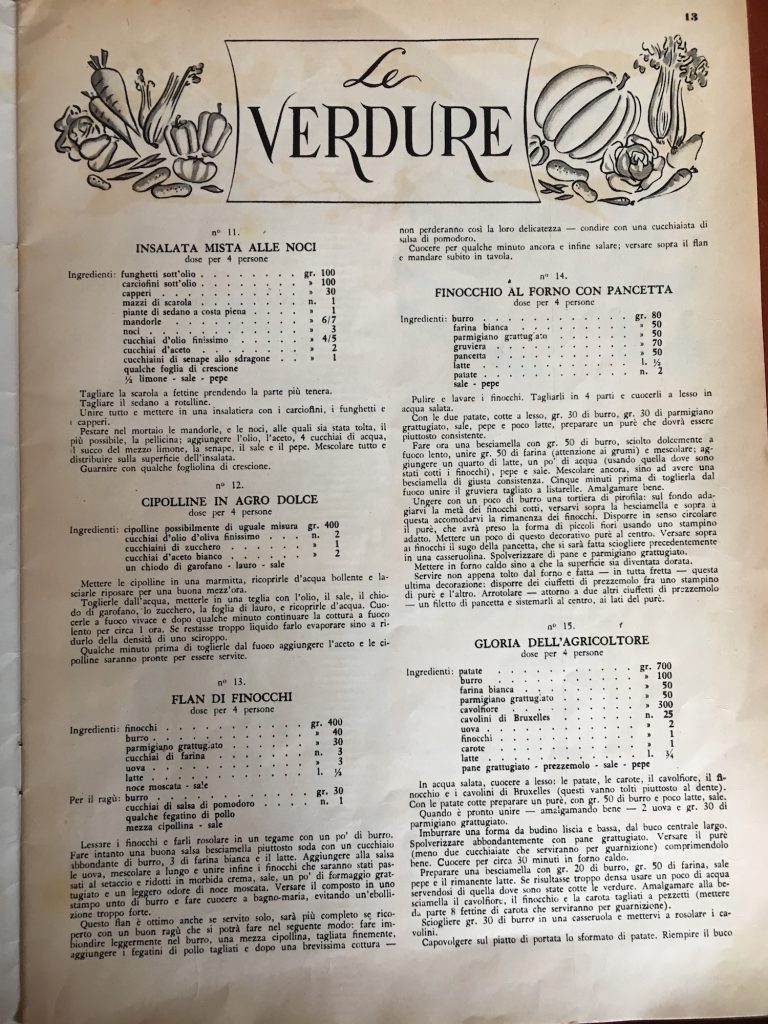 13
Le
VERDURE
nº 11.
INSALATA MISTA ALLE NOCI
dose per 4 persone
Ingredienti: funghetti sott'olio . . . . . . . . gr. 100
carciofini sott'olio . . . . . . . . » 100
capperi . . . . . . . . » 30
mazzi di scarola . . . . . . . . n. 1
piante di sedano a costa piena . . . . » 1
mandorle . . . . . . . . » 6/7
noci . . . . . . . . » 3
cucchiai d'olio finissimo . . . . . » 4/5
cucchiai d'aceto . . . . . . » 2
cucchiaini di senape allo sdragone . . . » 1
qualche foglia di crescione
½ limone - sale - pepe
Tagliare la scarola a fettine prendendo la parte più tenera.
Tagliare il sedano a rotelline.
Unire tutto e mettere in una insalatiera con i carciofini, i funghetti e
i capperi.
Pestare nel mortaio le mandorle, e le noci, alle quali sia stata tolta, il
più possibile, la pellicina; aggiungere l'olio, l'aceto, 4 cucchiai di acqua,
il succo del mezzo limone, la senape, il sale e il pepe. Mescolare tutto e
distribuire sulla superficie dell'insalata.
Guarnire con qualche fogliolina di crescione.
nº 12.
CIPOLLINE IN AGRO DOLCE
dose per 4 persone
Ingredienti: cipolline possibilmente di uguale misura gr. 400
cucchiai d'olio d'oliva finissimo . . . n. 2
cucchiaini di zucchero . . . . . » 1
cucchiai d'aceto bianco . . . . . » 2
un chiodo di garofano - lauro - sale
Mettere le cipolline in una marmitta, ricoprirle d'acqua bollente e la-
sciarle riposare per una buona mezz'ora.
Toglierle dall'acqua, metterle in una teglia con l'olio, il sale, il chio-
do di garofano, lo zucchero, la foglia di lauro, e ricoprirle d'acqua. Cuo-
cerle a fuoco vivace e dopo qualche minuto continuare la cottura a fuoco
lento per circa 1 ora. Se restasse troppo liquido farlo evaporare sino a ri-
durlo della densità di uno sciroppo.
Qualche minuto prima di toglierle dal fuoco aggiungere l'aceto e le ci-
polline saranno pronte per essere servite.
nº 13.
FLAN DI FINOCCHI
dose per 4 persone
Ingredienti: finocchi . . . . . . . . gr. 400
burro . . . . . . . . » 40
parmigiano grattugiato . . . . . » 30
cucchiai di farina . . . . . . n. 3
uova . . . . . . . . » 3
latte . . . . . . . . l. ½
noce moscata - sale
Per il ragù: burro . . . . . . . . gr. 30
cucchiai di salsa di pomodoro . . . . n. 1
qualche fegatino di pollo
mezza cipollina - sale
Lessare i finocchi e farli rosolare in un tegame con un po' di burro.
Fare intanto una buona salsa besciamella piuttosto soda con un cucchiaio
abbondante di burro, 3 di farina bianca e il latte. Aggiungere alla salsa
le uova, mescolare a lungo e unire infine i finocchi che saranno stati pas-
sati al setaccio e ridotti in morbida crema, sale, un po' di formaggio grat-
tugiato e un leggero odore di noce moscata. Versare il composto in uno
stampo unto di burro e fare cuocere a bagno-maria, evitando un'ebolli-
zione troppo forte.
Questo flan è ottimo anche se servito solo, sarà più completo se rico-
perto con un buon ragù che si potrà fare nel seguente modo: fare im-
biondire leggermente nel burro, una mezza cipollina, tagliata finemente,
aggiungere i fegatini di pollo tagliati e dopo una brevissima cottura —
non perderanno così la loro delicatezza — condire con una cucchiaiata di
salsa di pomodoro.
Cuocere per qualche minuto ancora e infine salare; versare sopra il flan
e mandare subito in tavola.
nº 14.
FINOCCHIO AL FORNO CON PANCETTA
dose per 4 persone
Ingredienti: burro . . . . . . . . gr. 80
farina bianca . . . . . . . » 50
parmigiano grattugiato . . . . . » 50
gruviera . . . . . . . . » 70
pancetta . . . . . . . . » 50
latte . . . . . . . . l. ½
patate . . . . . . . . n. 2
sale - pepe
Pulire e lavare i finocchi. Tagliarli in 4 parti e cuocerli a lesso in
acqua salata.
Con le due patate, cotte a lesso, gr. 30 di burro, gr. 30 di parmigiano
grattugiato, sale, pepe e poco latte, preparare un purè che dovrà essere
piuttosto consistente.
Fare ora una besciamella con gr. 50 di burro, sciolto dolcemente a
fuoco lento, unire gr. 50 di farina (attenzione ai grumi) e mescolare; ag-
giungere un quarto di latte, un po' di acqua (usando quella dove sono
stati cotti i finocchi), pepe e sale. Mescolare ancora, sino ad avere una
besciamella di giusta consistenza. Cinque minuti prima di toglierla dal
fuoco unire il gruviera tagliato a listarelle. Amalgamare bene.
Ungere con un poco di burro una tortiera di pirofila: sul fondo ada-
giarvi la metà dei finocchi cotti, versarvi sopra la besciamella e sopra a
questa accomodarvi la rimanenza dei finocchi. Disporre in senso circolare
il purè, che avrà preso la forma di piccoli fiori usando uno stampino
adatto. Mettere un poco di questo decorativo purè al centro. Versare sopra
ai finocchi il sugo della pancetta, che si sarà fatta sciogliere precedentemente
in una casseruolina. Spolverizzare di pane e parmigiano grattugiato.
Mettere in forno caldo sino a che la superficie sia diventata dorata.
Servire non appena tolto dal forno e fatta — in tutta fretta — questa
ultima decorazione: disporre dei ciuffetti di prezzemolo fra uno stampino
di purè e l'altro. Arrotolare — attorno a due altri ciuffetti di prezzemolo
— un filetto di pancetta e sistemarli al centro, ai lati del purè.
nº 15.
GLORIA DELL'AGRICOLTORE
dose per 4 persone
Ingredienti: patate . . . . . . . . gr. 700
burro . . . . . . . . » 100
farina bianca . . . . . . . » 50
parmigiano grattugiato . . . . . » 50
cavolfiore . . . . . . . » 300
cavolini di Bruxelles . . . . . n. 25
uova . . . . . . . . » 2
finocchi . . . . . . . . » 1
carote . . . . . . . . » 1
latte . . . . . . . . l. ¾
pane grattugiato - prezzemolo - sale - pepe
In acqua salata, cuocere a lesso: le patate, le carote, il cavolfiore, il fi-
nocchio e i cavolini di Bruxelles (questi vanno tolti piuttosto al dente).
Con le patate cotte preparare un purè, con gr. 50 di burro e poco latte, sale.
Quando è pronto unire — amalgamando bene — 2 uova e gr. 30 di
parmigiano grattugiato.
Imburrare una forma da budino liscia e bassa, dal buco centrale largo.
Spolverizzare abbondantemente con pane grattugiato. Versare il purè
(meno due cucchiaiate che serviranno per guarnizione) comprimendolo
bene. Cuocere per circa 30 minuti in forno caldo.
Preparare una besciamella con gr. 20 di burro, gr. 50 di farina, sale
pepe e il rimanente latte. Se risultasse troppo densa usare un poco di acqua
servendosi di quella dove sono state cotte le verdure. Amalgamare alla be-
sciamella il cavolfiore, il finocchio e la carota tagliati a pezzetti (mettere
da parte 8 fettine di carota che serviranno per guarnizione).
Sciogliere gr. 30 di burro in una casseruola e mettervi a rosolare i ca-
volini.
Capovolgere sul piatto di portata lo sformato di patate. Riempire il buco